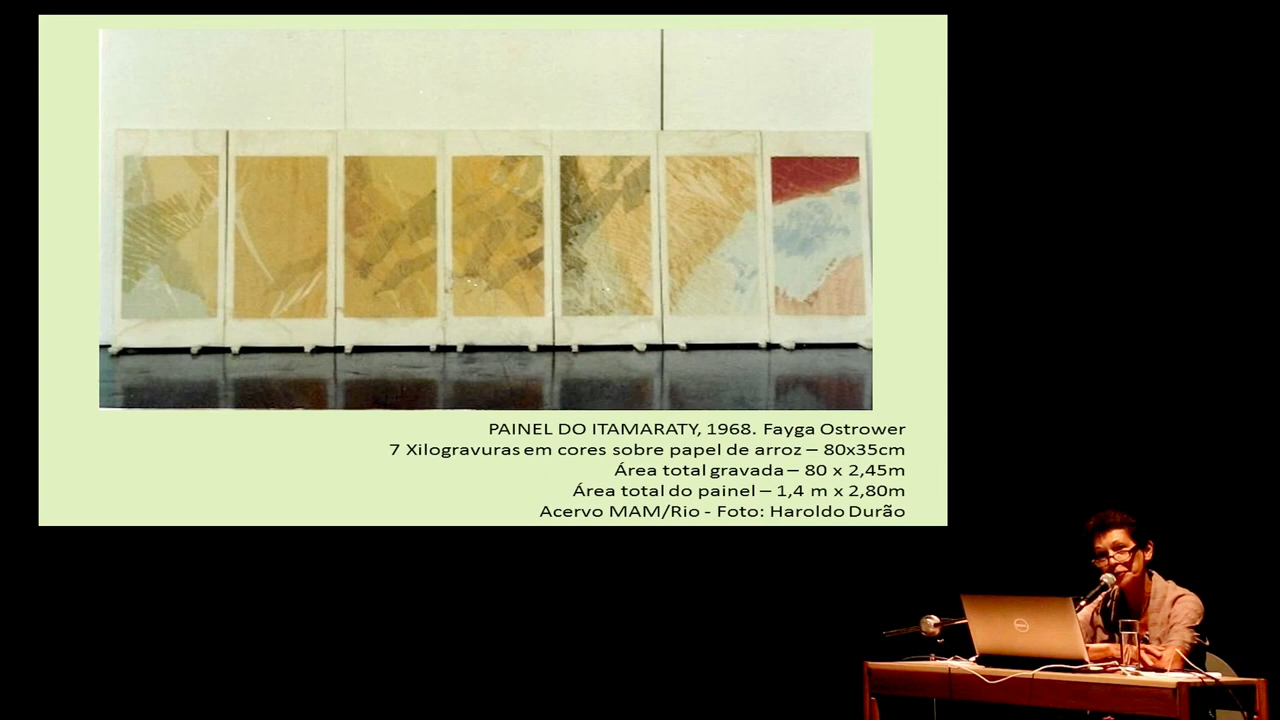 PAINEL DO ITAMARATY, 1968. Fayga Ostrower
7 Xilogravuras em cores sobre papel de arroz – 80x35cm
Área total gravada – 80 x 2,45m
Área total do painel – 1,4 m x 2,80m
Acervo MAM/Rio - Foto: Haroldo Durão
DELL